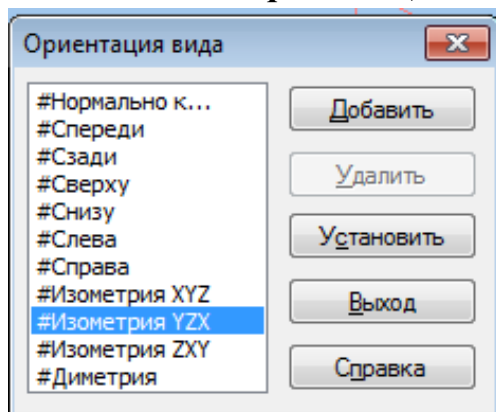 Ориентация вида
#Нормально к...
#Спереди
#Сзади
#Сверху
#Снизу
#Слева
#Справа
#Изометрия XYZ
#Изометрия YZX
#Изометрия ZXY
#Диметрия
Добавить
Удалить
Установить
Выход
Справка